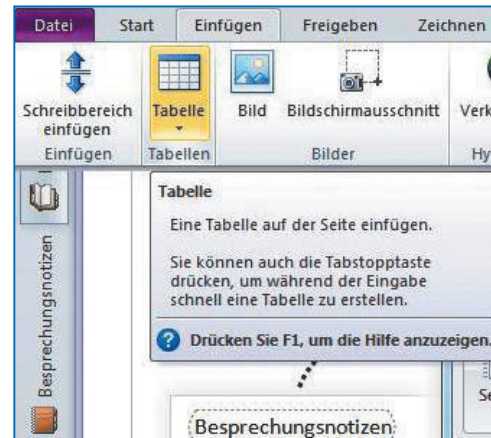 Datei Start Einfügen Freigeben Zeichnen
Schreibbereich einfügen
Tabelle
Bild
Bildschirmausschnitt
Einfügen Tabellen Bilder
Tabelle
Eine Tabelle auf der Seite einfügen.
Sie können auch die Tabstopptaste
drücken, um während der Eingabe
schnell eine Tabelle zu erstellen.
Drücken Sie F1, um die Hilfe anzuzeigen.
Besprechungsnotizen
Besprechungsnotizen